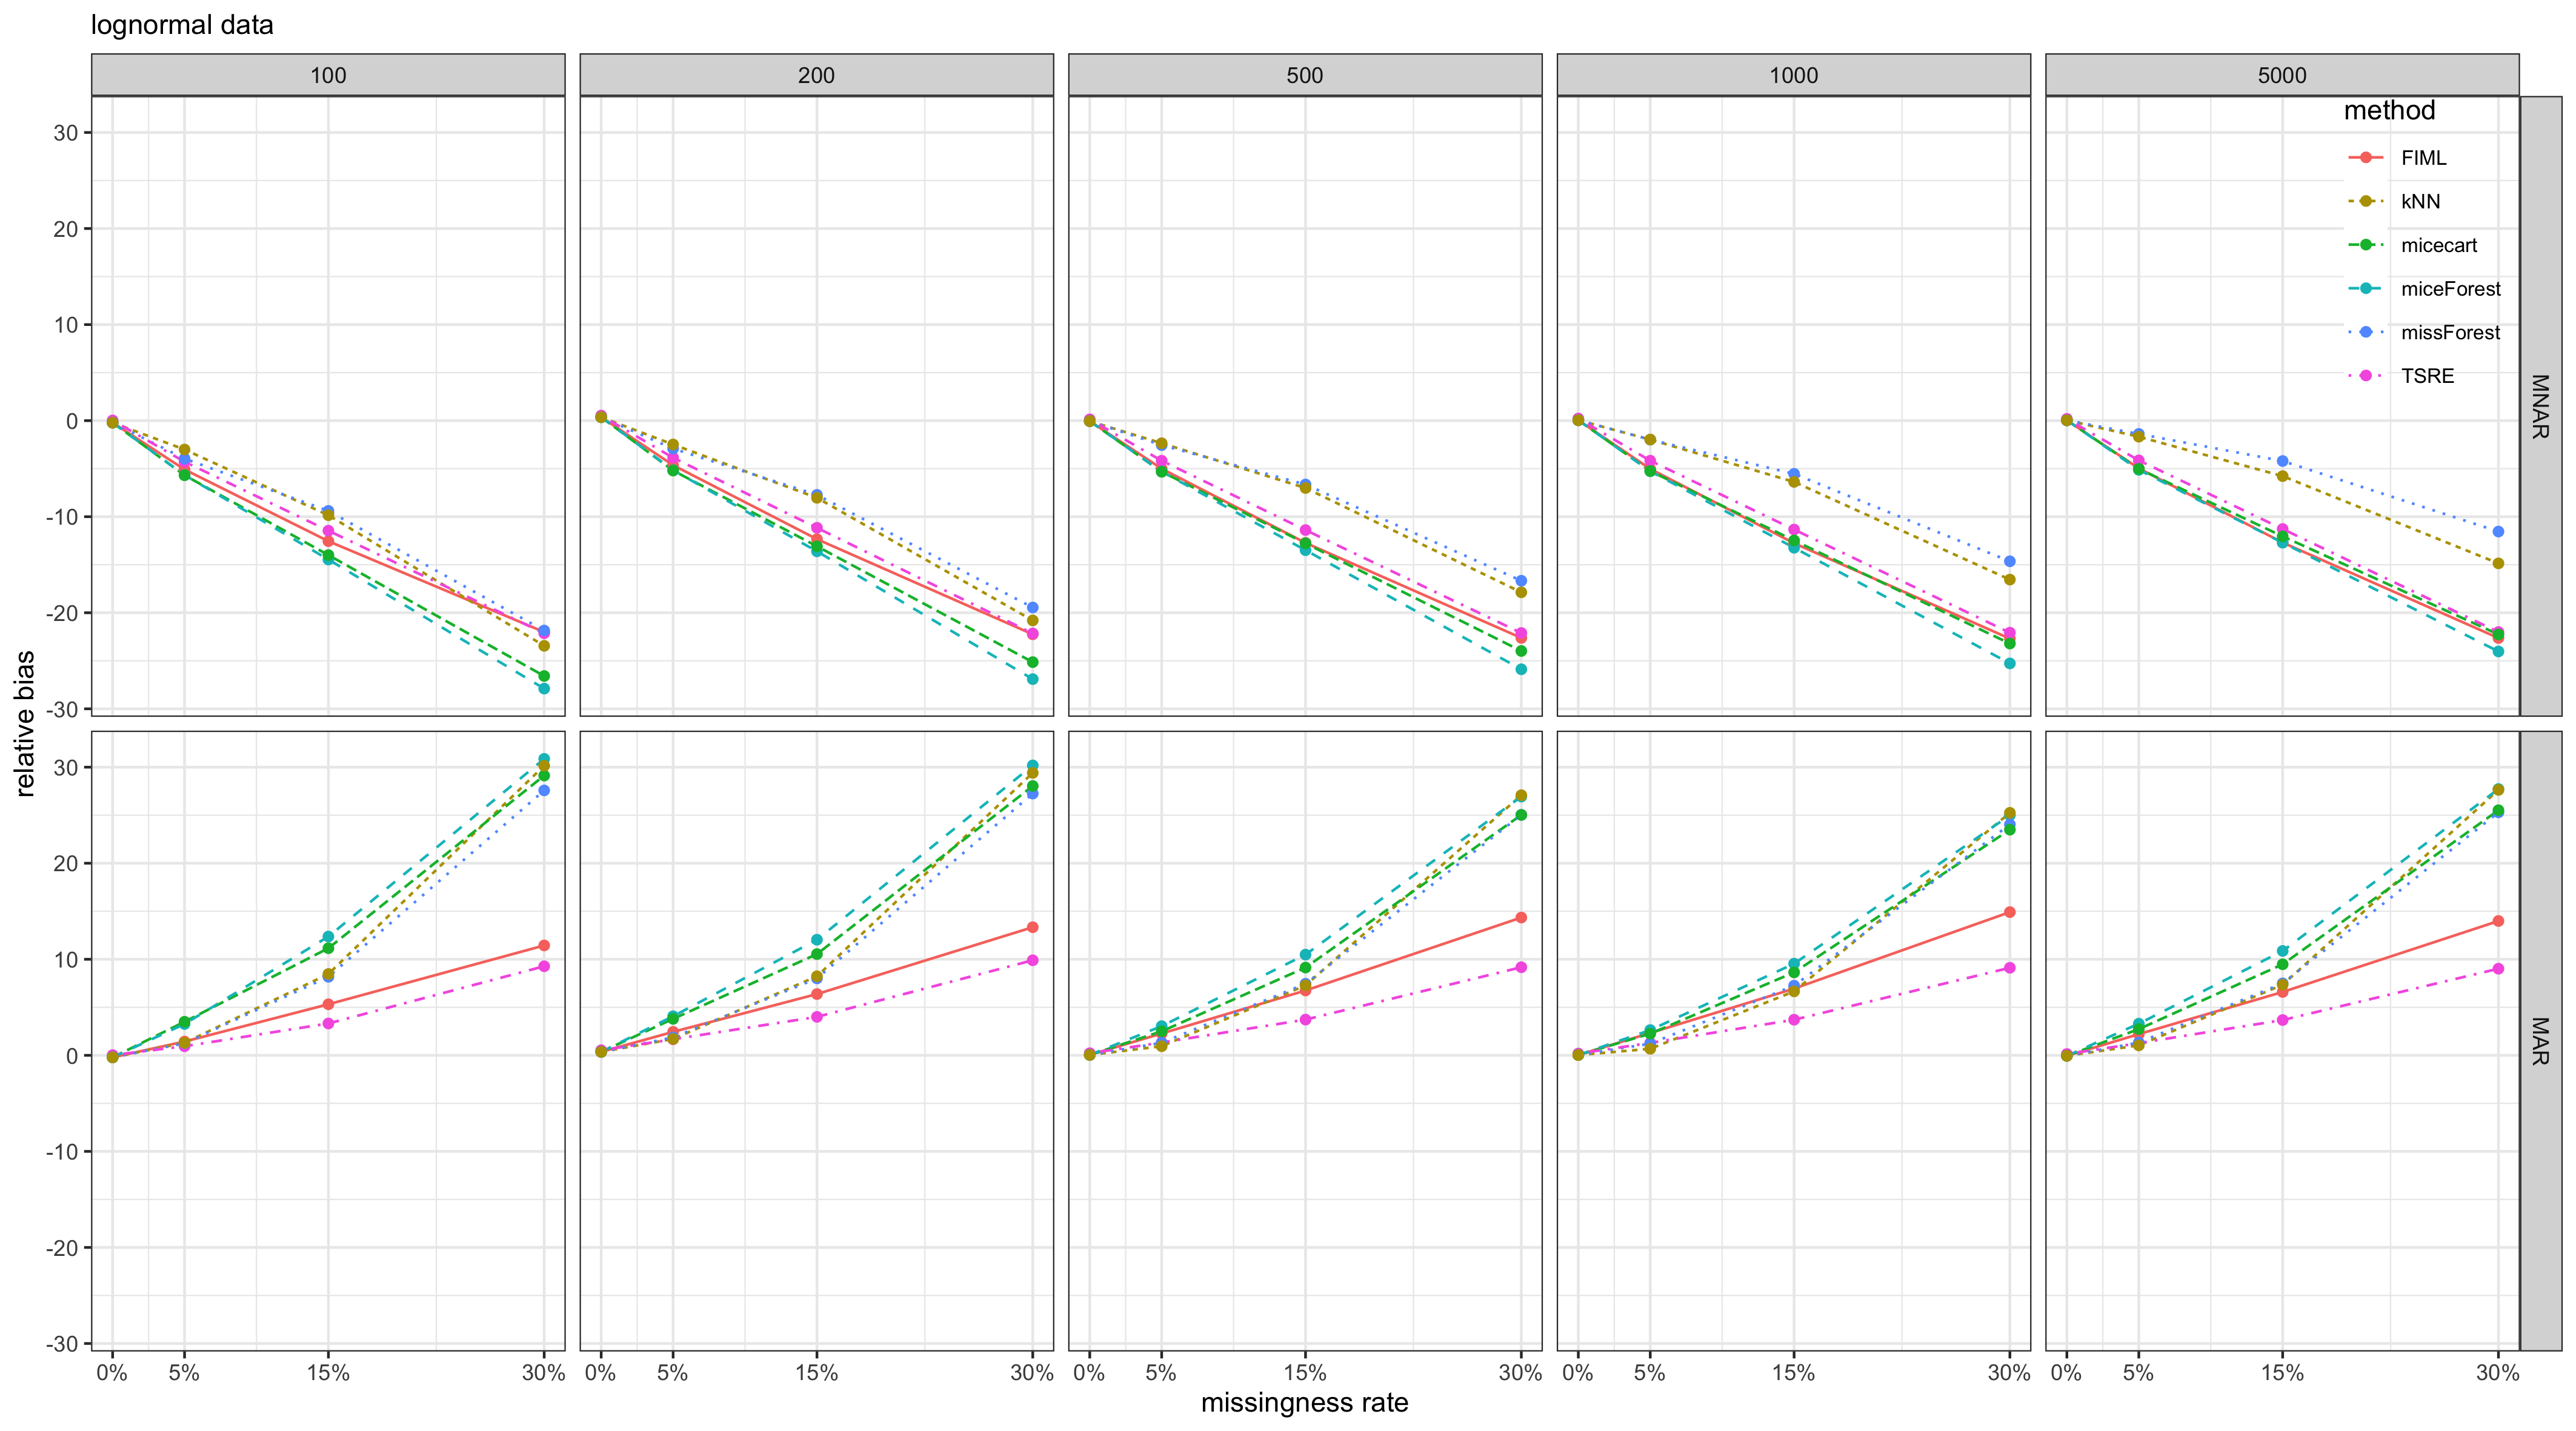 lognormal data
100 200 500 1000 5000
method
FIML
kNN
micecart
miceForest
missForest
TSRE
MNAR
30
20
10
0
-10
-20
-30
relative bias
MAR
30
20
10
0
-10
-20
-30
0% 5% 15% 30% 0% 5% 15% 30% 0% 5% 15% 30% 0% 5% 15% 30% 0% 5% 15% 30%
missingness rate